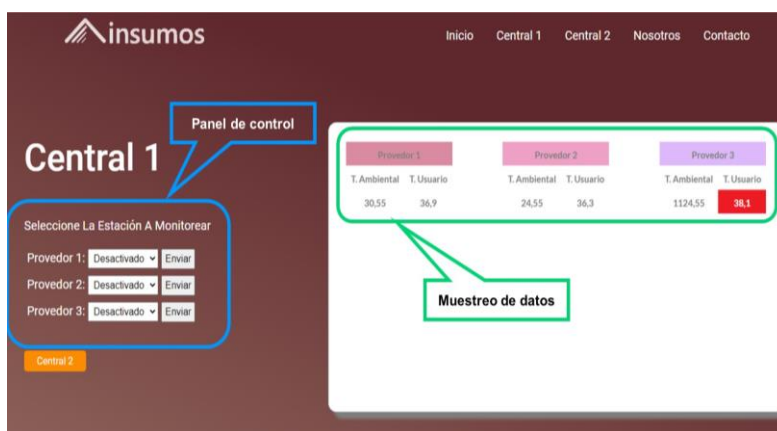 insumos
Inicio Central 1 Central 2 Nosotros Contacto
Panel de control
Central 1
Seleccione La Estación A Monitorear
Provedor 1: Desactivado Enviar
Provedor 2: Desactivado Enviar
Provedor 3: Desactivado Enviar
Central 2
Provedor 1 Provedor 2 Provedor 3
T. Ambiental T. Usuario T. Ambiental T. Usuario T. Ambiental T. Usuario
30,55 36,9 24,55 36,3 1124,55 38,1
Muestreo de datos